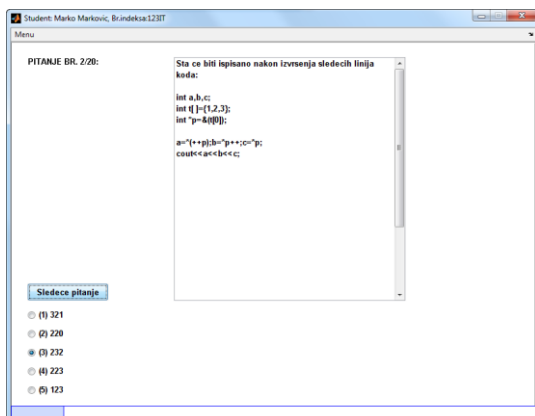 Student: Marko Markovic, Br.indeksa:123IT
Menu
PITANJE BR. 2/20:
Sta ce biti ispisano nakon izvrsenja sledecih linija
koda:
int a,b,c;
int t[ ]={1,2,3};
int *p=&(t[0]);
a=*(++p);b=*p++;c=*p;
cout<<a<<b<<c;
Sledece pitanje
(1) 321
(2) 220
(3) 232
(4) 223
(5) 123